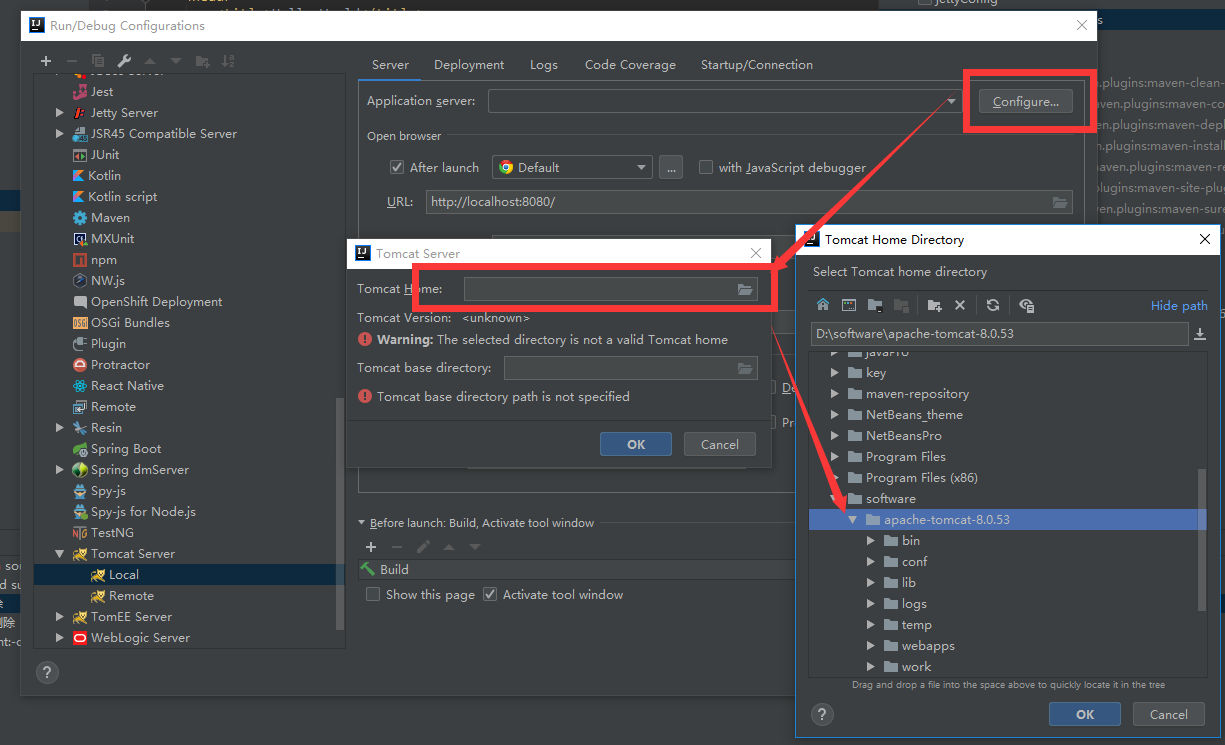 jettyConfig
Run/Debug Configurations
Jest
Jetty Server
JSR45 Compatible Server
JUnit
Kotlin
Kotlin script
Maven
MXUnit
npm
NW.js
OpenShift Deployment
OSGi Bundles
Plugin
Protractor
React Native
Remote
Resin
Spring Boot
Spring dmServer
Spy-js
Spy-js for Node.js
TestNG
Tomcat Server
Local
Remote
TomEE Server
WebLogic Server
Server Deployment Logs Code Coverage Startup/Connection
Application server: Configure...
Open browser
After launch Default ... with JavaScript debugger
URL: http://localhost:8080/
Before launch: Build, Activate tool window
Build
Show this page Activate tool window
Tomcat Server
Tomcat Home:
Tomcat Version: <unknown>
Warning: The selected directory is not a valid Tomcat home
Tomcat base directory:
Tomcat base directory path is not specified
OK Cancel
Tomcat Home Directory
Select Tomcat home directory
Hide path
D:\software\apache-tomcat-8.0.53
javaPro
key
maven-repository
NetBeans_theme
NetBeansPro
Program Files
Program Files (x86)
software
apache-tomcat-8.0.53
bin
conf
lib
logs
temp
webapps
work
Drag and drop a file into the space above to quickly locate it in the tree
OK Cancel
n.plugins:maven-clean-
ven.plugins:maven-co
en.plugins:maven-depl
en.plugins:maven-install
aven.plugins:maven-re
plugins:maven-site-plu
ven.plugins:maven-sure